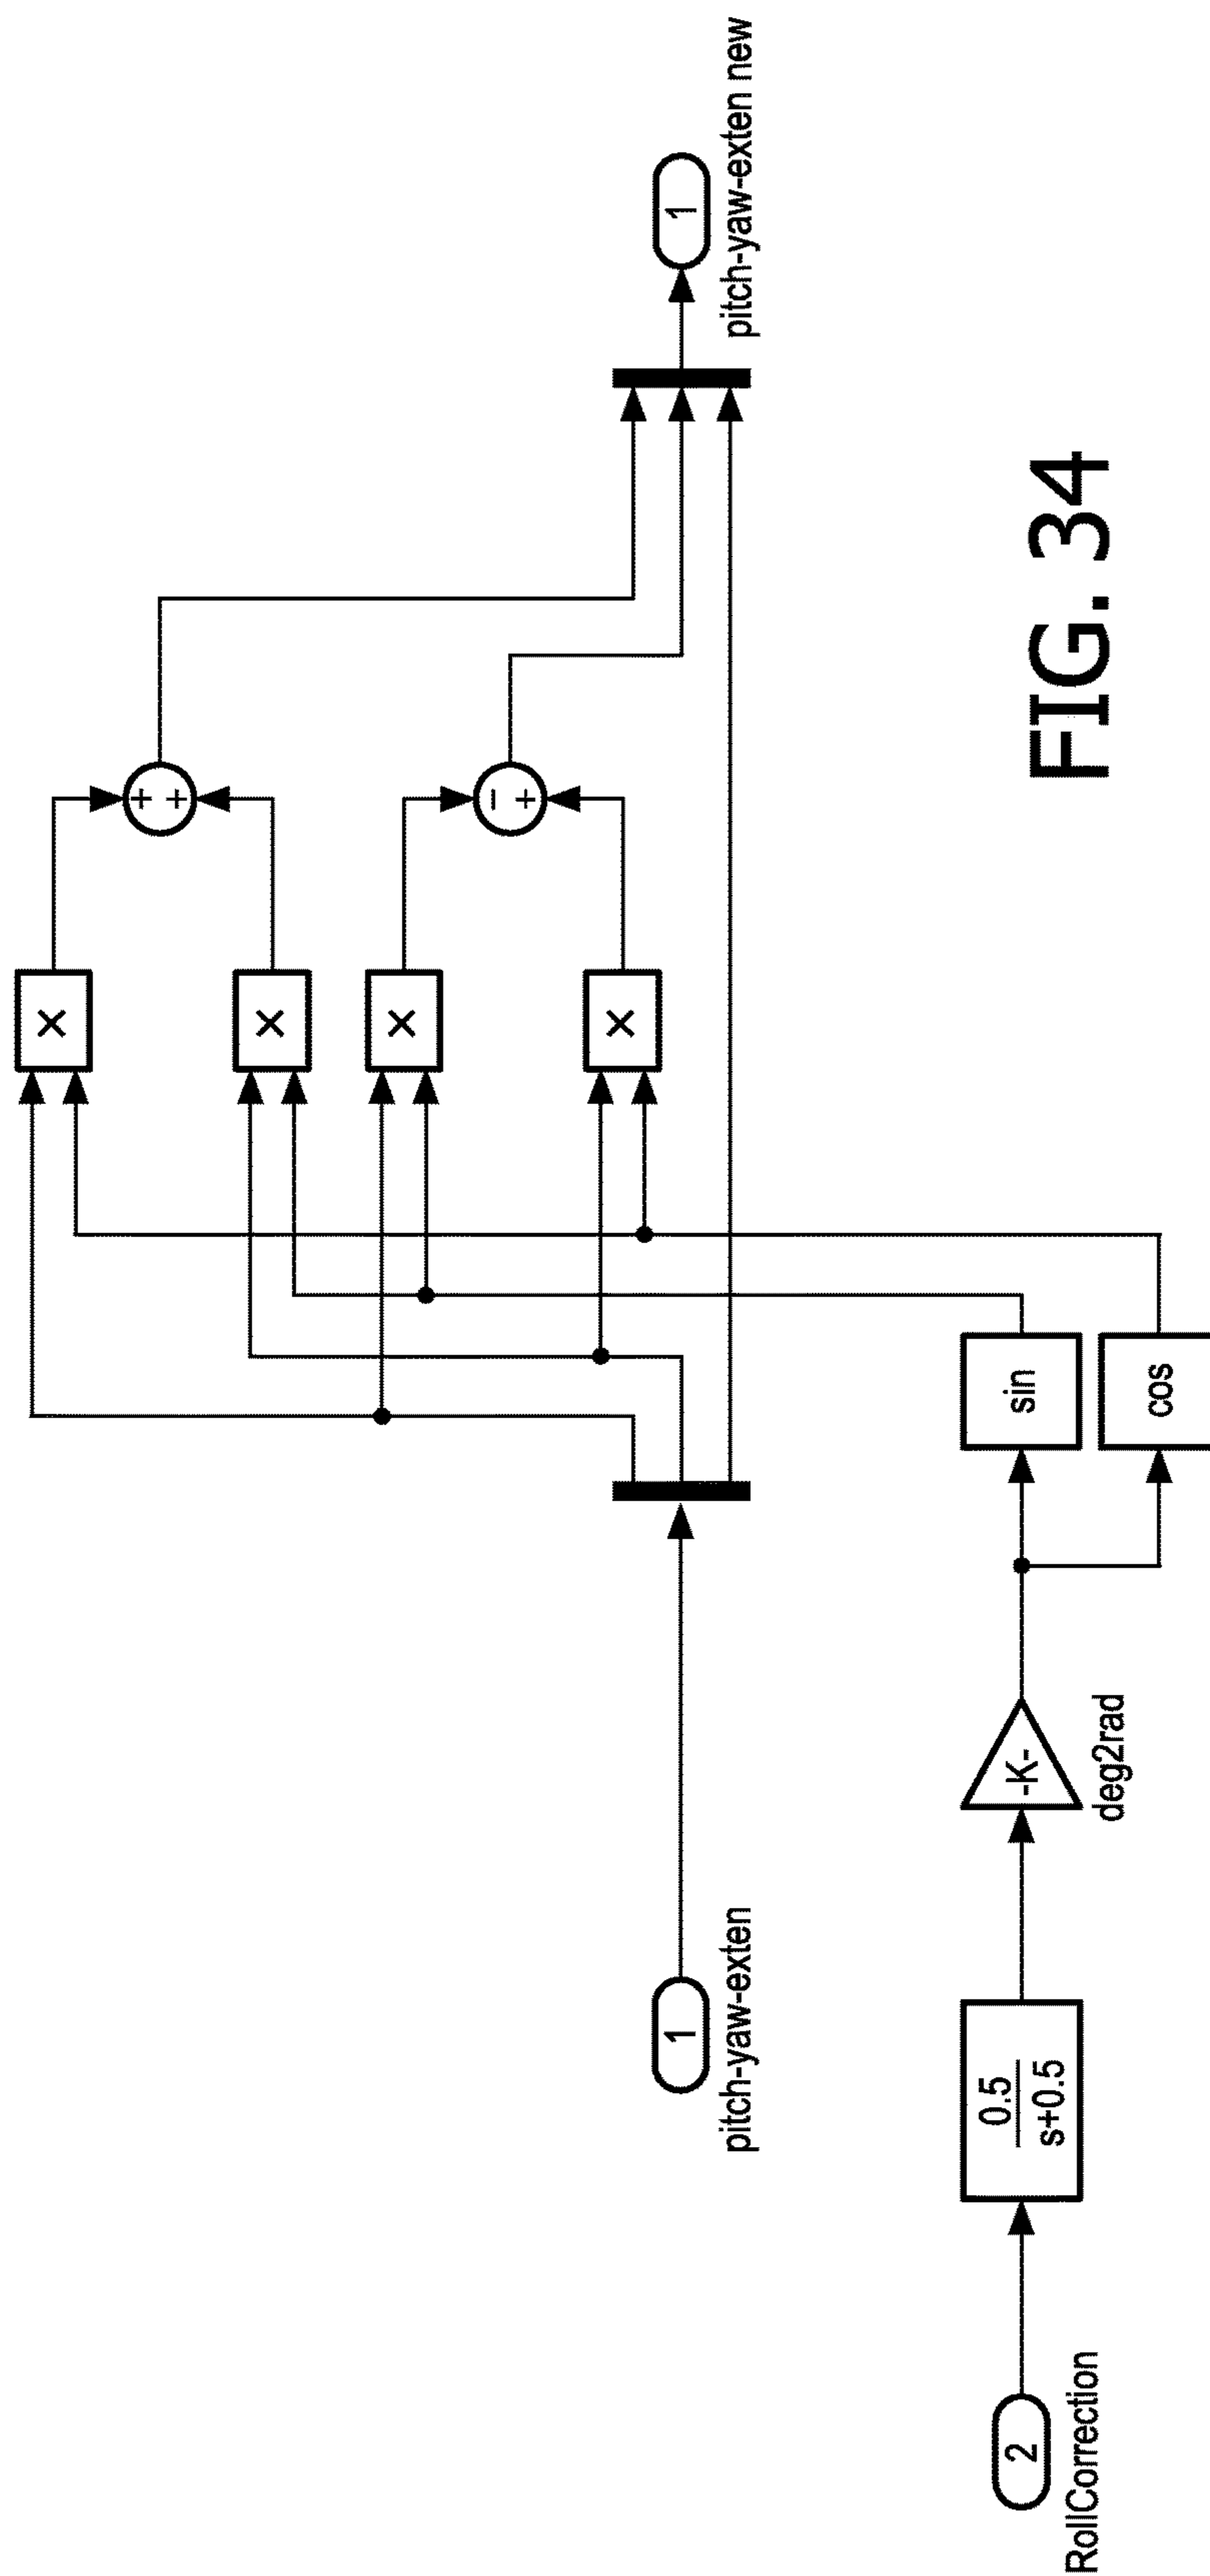 ×
×
×
×
+
+
−
+
1
pitch-yaw-exten
1
pitch-yaw-exten new
2
RollCorrection
0.5
s+0.5
-K-
deg2rad
sin
cos
FIG. 34